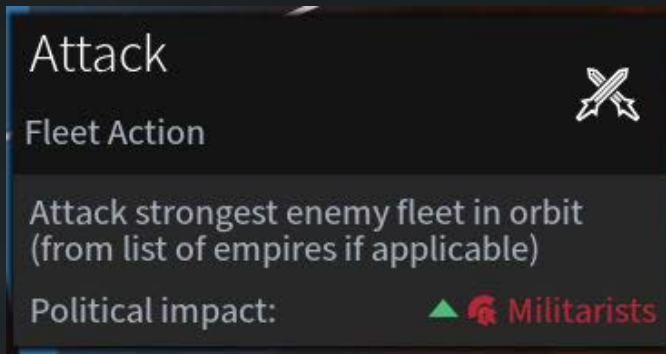 Attack
Fleet Action
Attack strongest enemy fleet in orbit
(from list of empires if applicable)
Political impact: Militarists